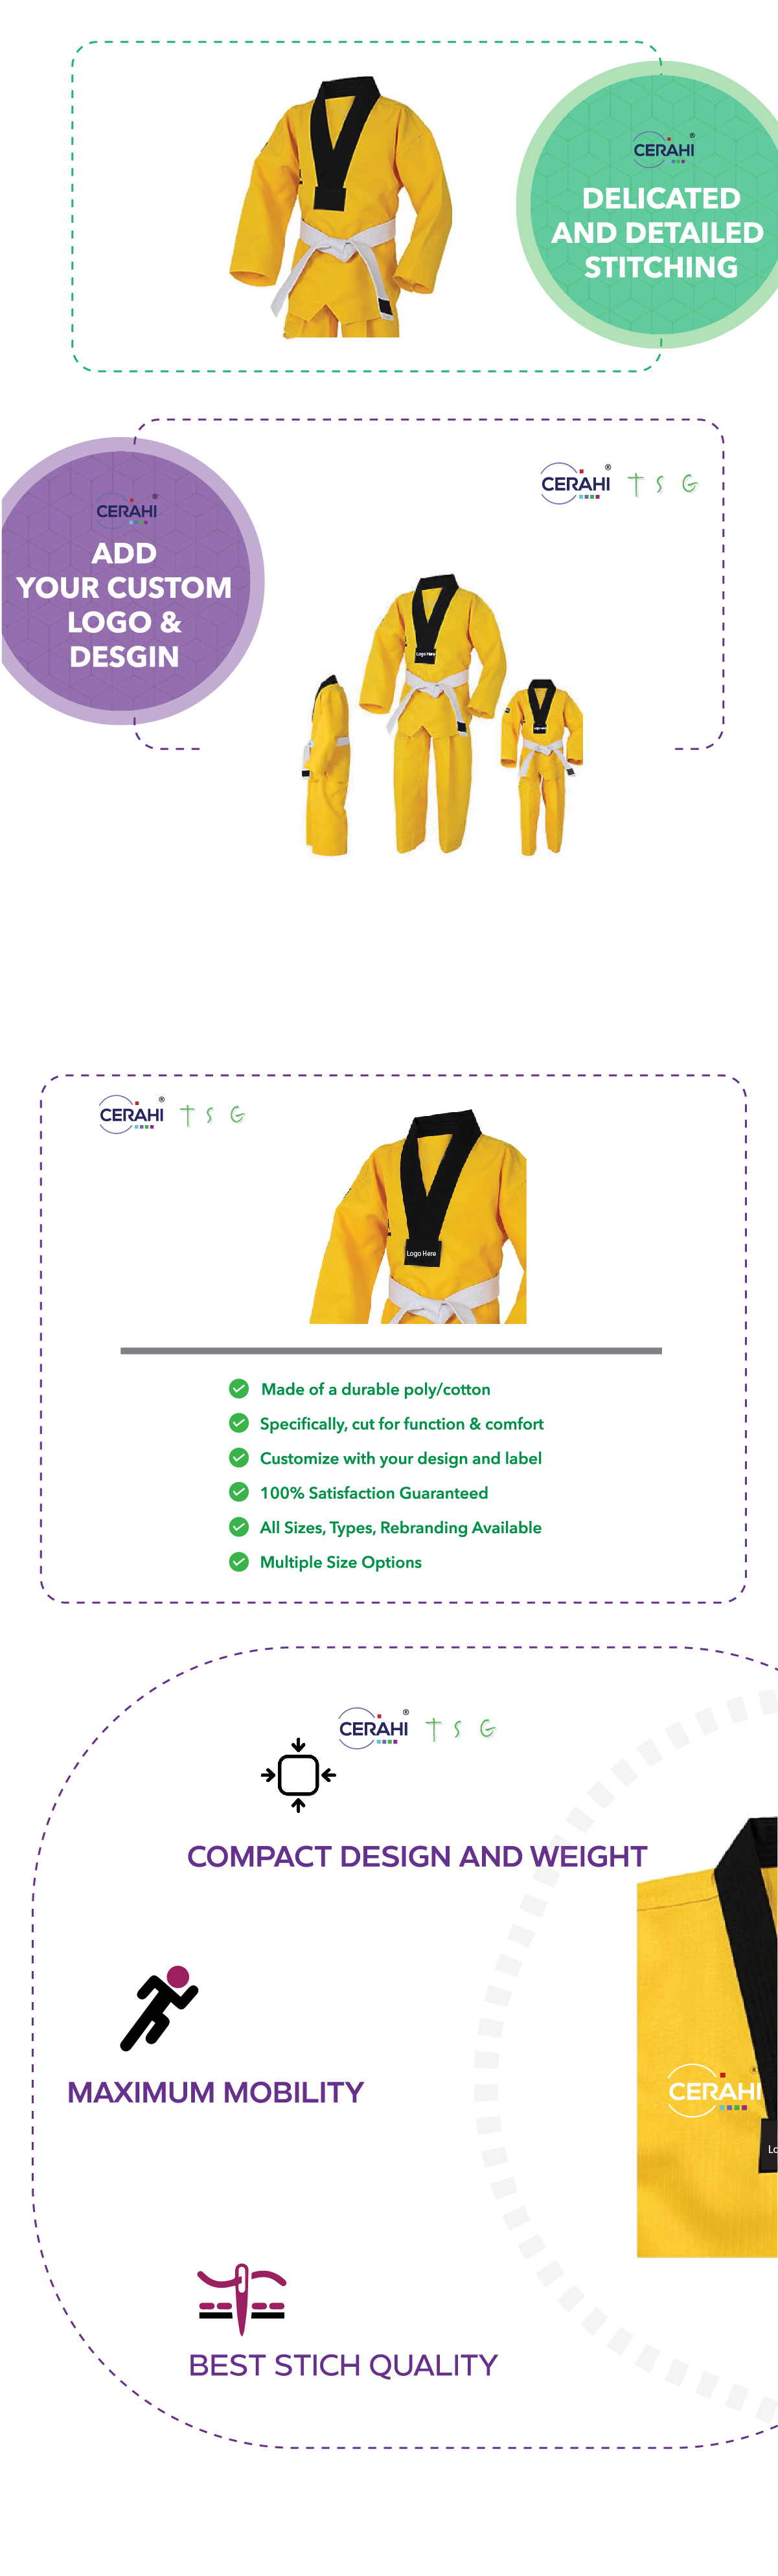 CERAHI ®
DELICATED
AND DETAILED
STITCHING
CERAHI ®
ADD
YOUR CUSTOM
LOGO &
DESGIN
CERAHI ® T S G
Logo Here
Logo Here
CERAHI ® T S G
Logo Here
Made of a durable poly/cotton
Specifically, cut for function & comfort
Customize with your design and label
100% Satisfaction Guaranteed
All Sizes, Types, Rebranding Available
Multiple Size Options
CERAHI ® T S G
COMPACT DESIGN AND WEIGHT
MAXIMUM MOBILITY
CERAHI ®
Lo
BEST STICH QUALITY